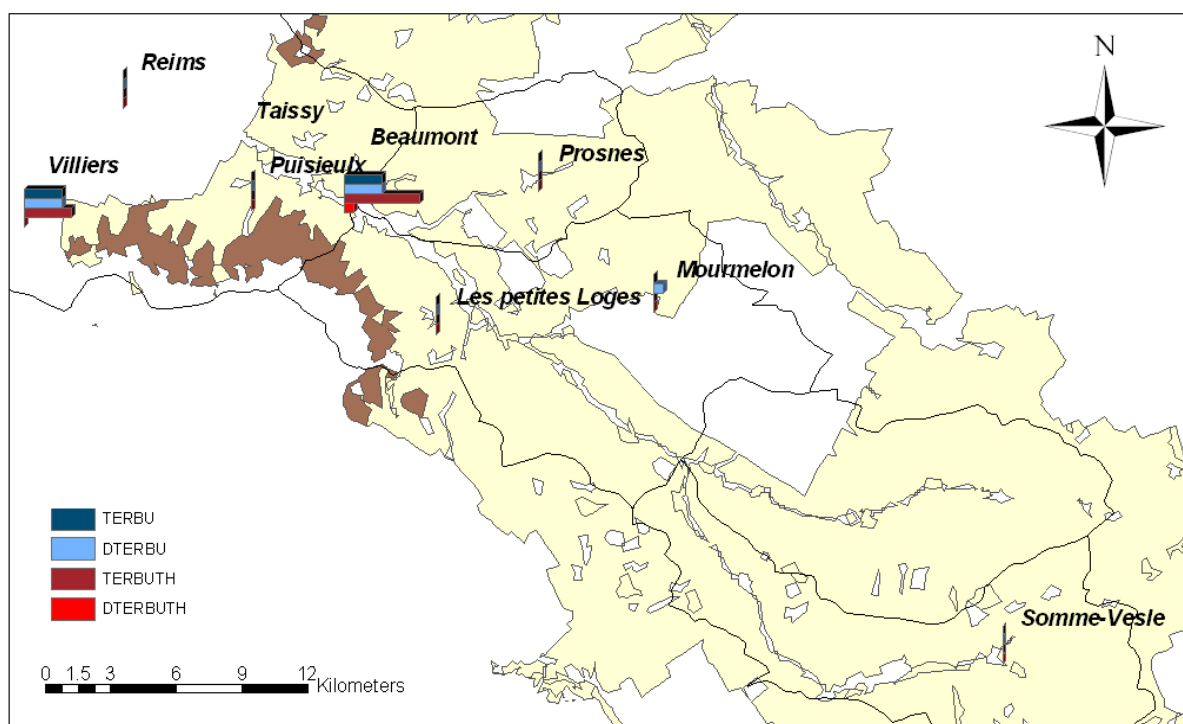 N
Reims
Taissy
Beaumont
Villiers
Puisieulx
Prosnes
Mourmelon
Les petites Loges
TERBU
DTERBU
TERBUTH
DTERBUTH
Somme-Vesle
0 1.5 3 6 9 12
Kilometers